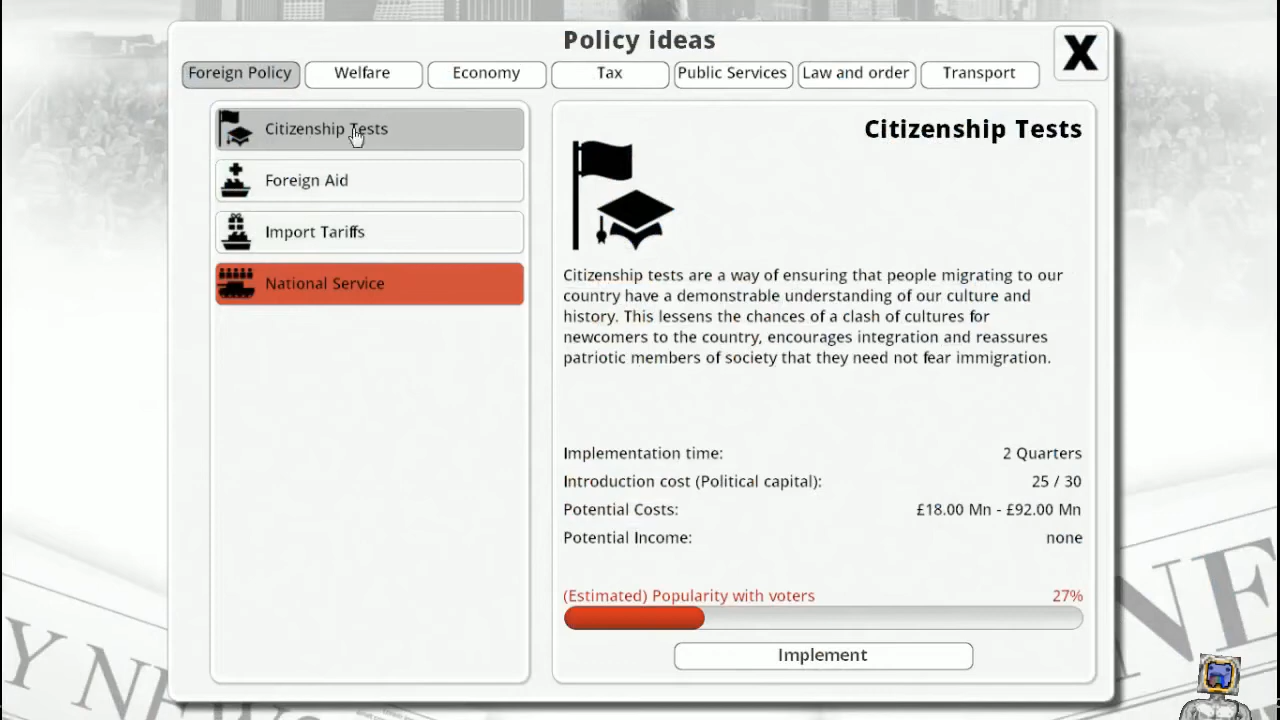 Policy ideas
X
Foreign Policy
Welfare
Economy
Tax
Public Services
Law and order
Transport
Citizenship Tests
Foreign Aid
Import Tariffs
National Service
Citizenship Tests
Citizenship tests are a way of ensuring that people migrating to our
country have a demonstrable understanding of our culture and
history. This lessens the chances of a clash of cultures for
newcomers to the country, encourages integration and reassures
patriotic members of society that they need not fear immigration.
Implementation time: 2 Quarters
Introduction cost (Political capital): 25 / 30
Potential Costs: £18.00 Mn - £92.00 Mn
Potential Income: none
(Estimated) Popularity with voters 27%
Implement
Y NEWS
NE